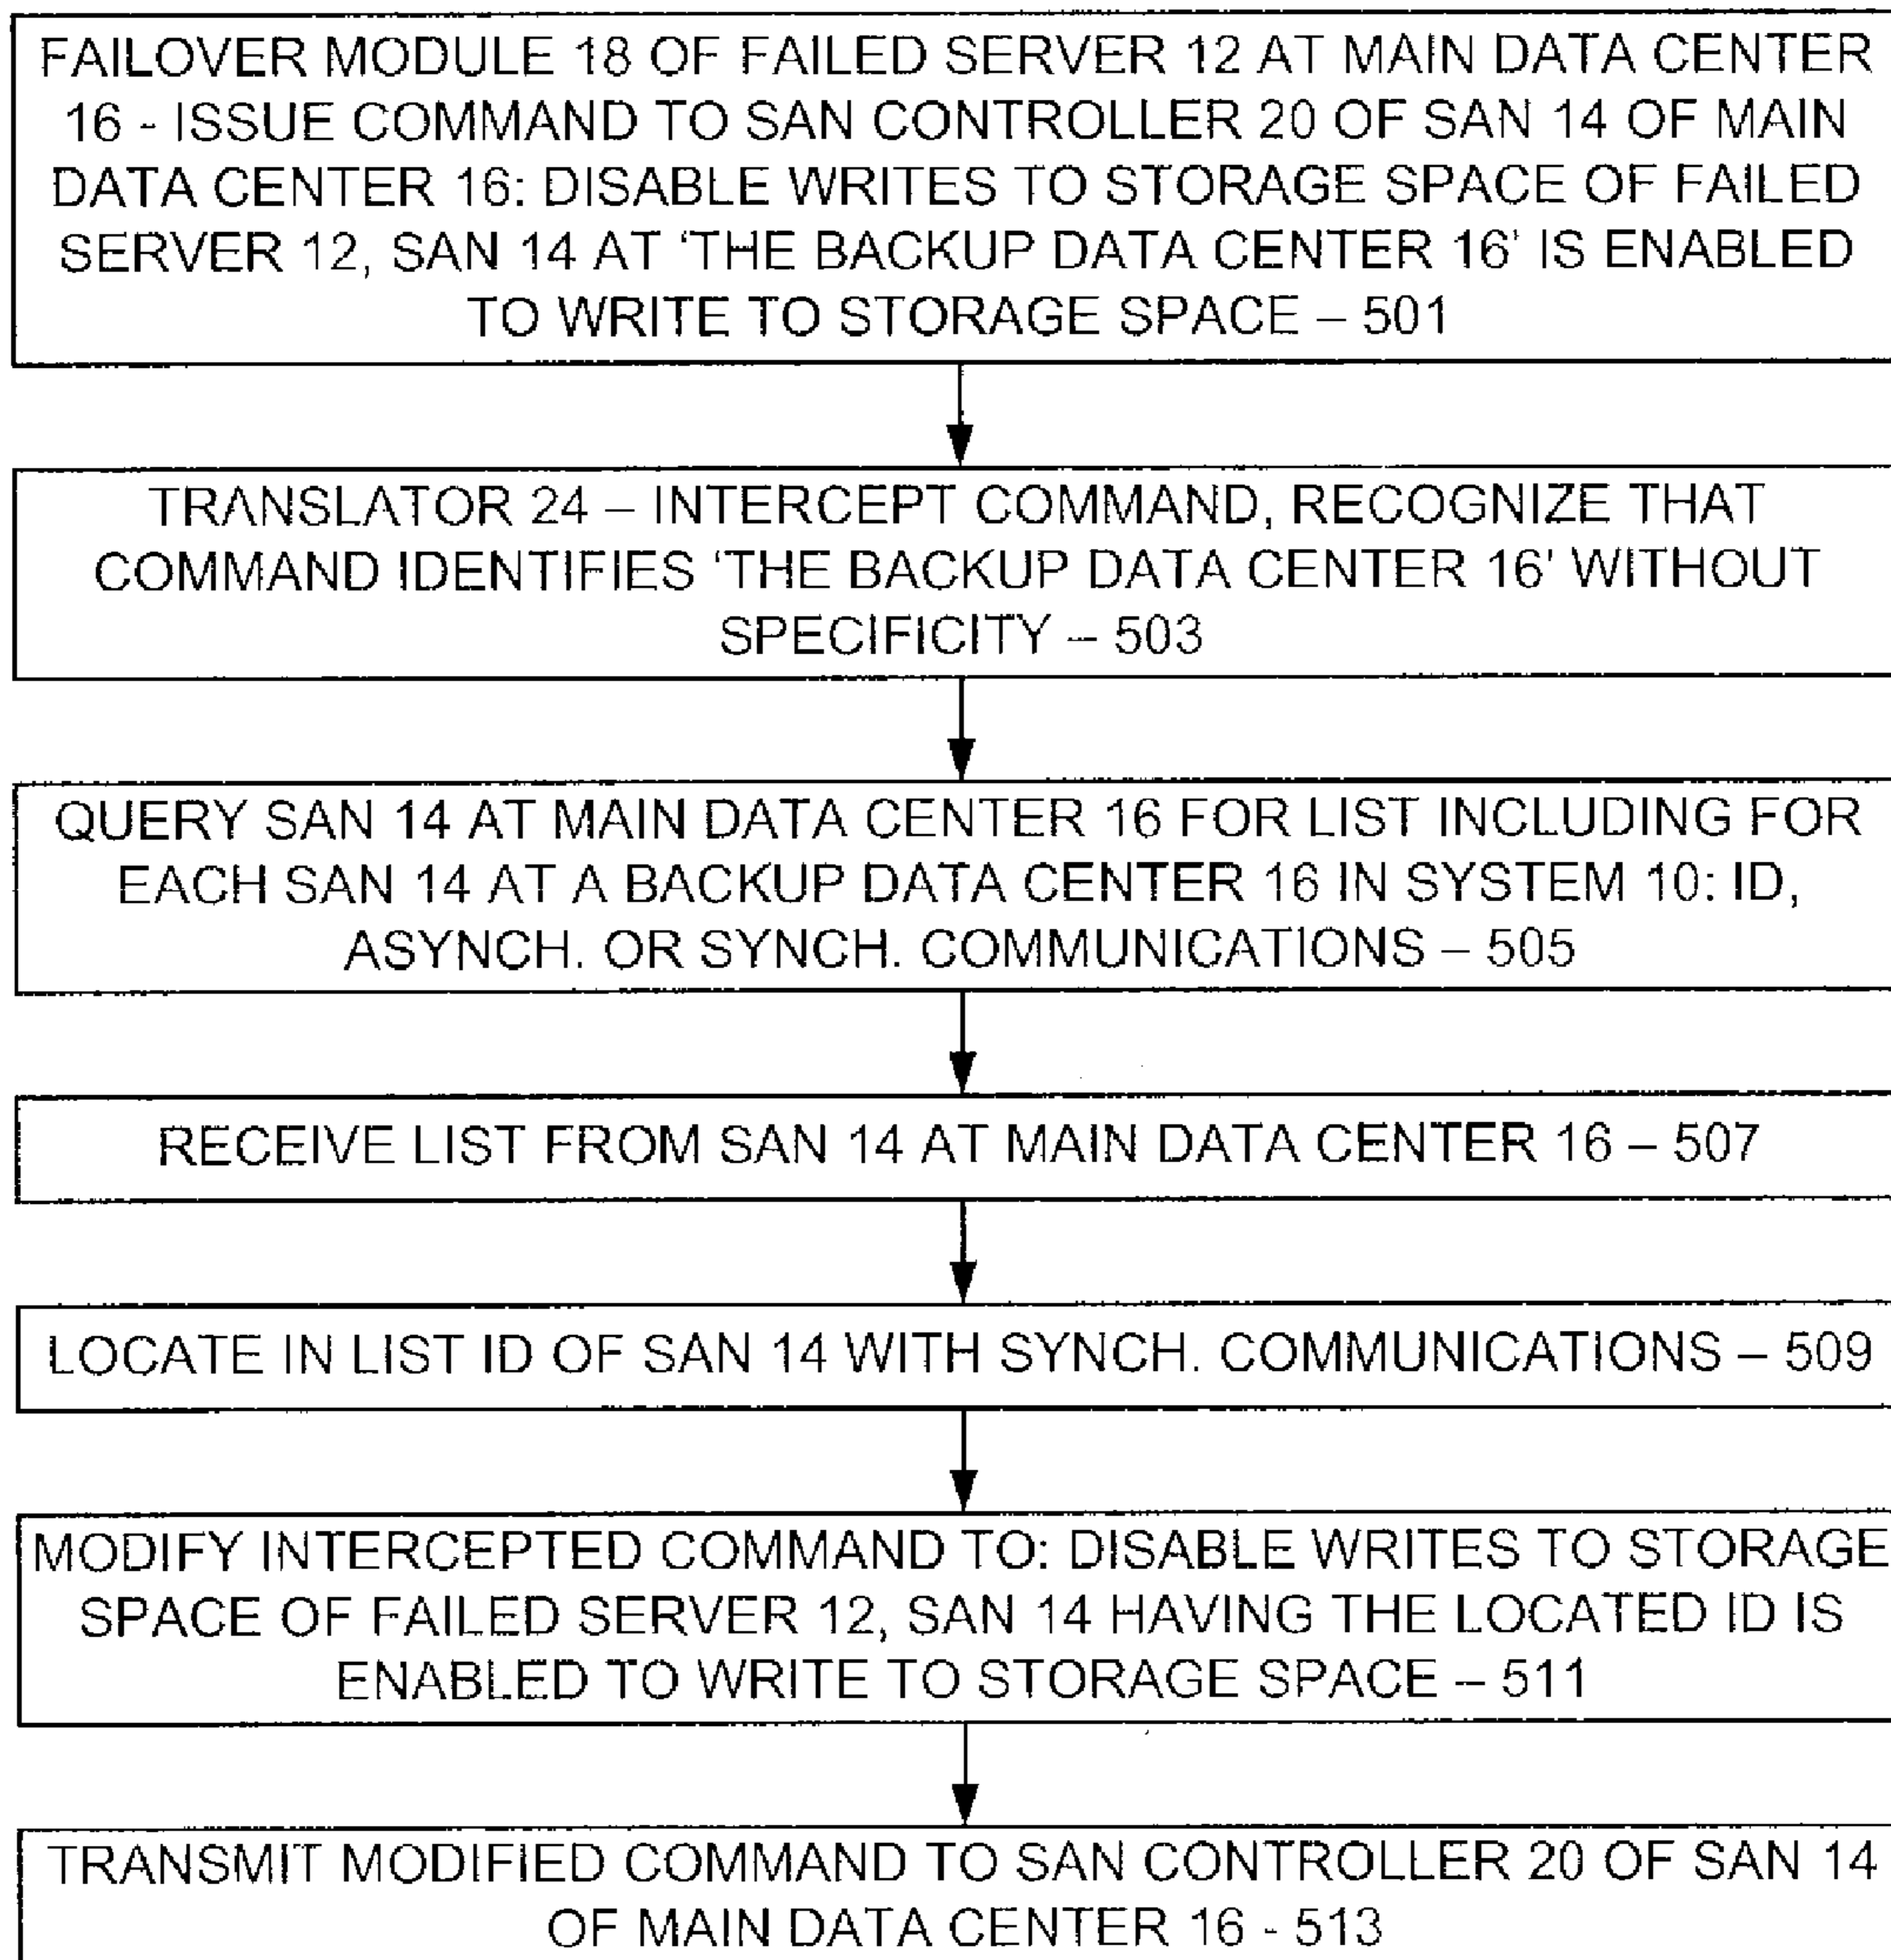 FAILOVER MODULE 18 OF FAILED SERVER 12 AT MAIN DATA CENTER
16 - ISSUE COMMAND TO SAN CONTROLLER 20 OF SAN 14 OF MAIN
DATA CENTER 16: DISABLE WRITES TO STORAGE SPACE OF FAILED
SERVER 12, SAN 14 AT 'THE BACKUP DATA CENTER 16' IS ENABLED
TO WRITE TO STORAGE SPACE – 501
TRANSLATOR 24 – INTERCEPT COMMAND, RECOGNIZE THAT
COMMAND IDENTIFIES 'THE BACKUP DATA CENTER 16' WITHOUT
SPECIFICITY – 503
QUERY SAN 14 AT MAIN DATA CENTER 16 FOR LIST INCLUDING FOR
EACH SAN 14 AT A BACKUP DATA CENTER 16 IN SYSTEM 10: ID,
ASYNCH. OR SYNCH. COMMUNICATIONS – 505
RECEIVE LIST FROM SAN 14 AT MAIN DATA CENTER 16 – 507
LOCATE IN LIST ID OF SAN 14 WITH SYNCH. COMMUNICATIONS – 509
MODIFY INTERCEPTED COMMAND TO: DISABLE WRITES TO STORAGE
SPACE OF FAILED SERVER 12, SAN 14 HAVING THE LOCATED ID IS
ENABLED TO WRITE TO STORAGE SPACE – 511
TRANSMIT MODIFIED COMMAND TO SAN CONTROLLER 20 OF SAN 14
OF MAIN DATA CENTER 16 - 513